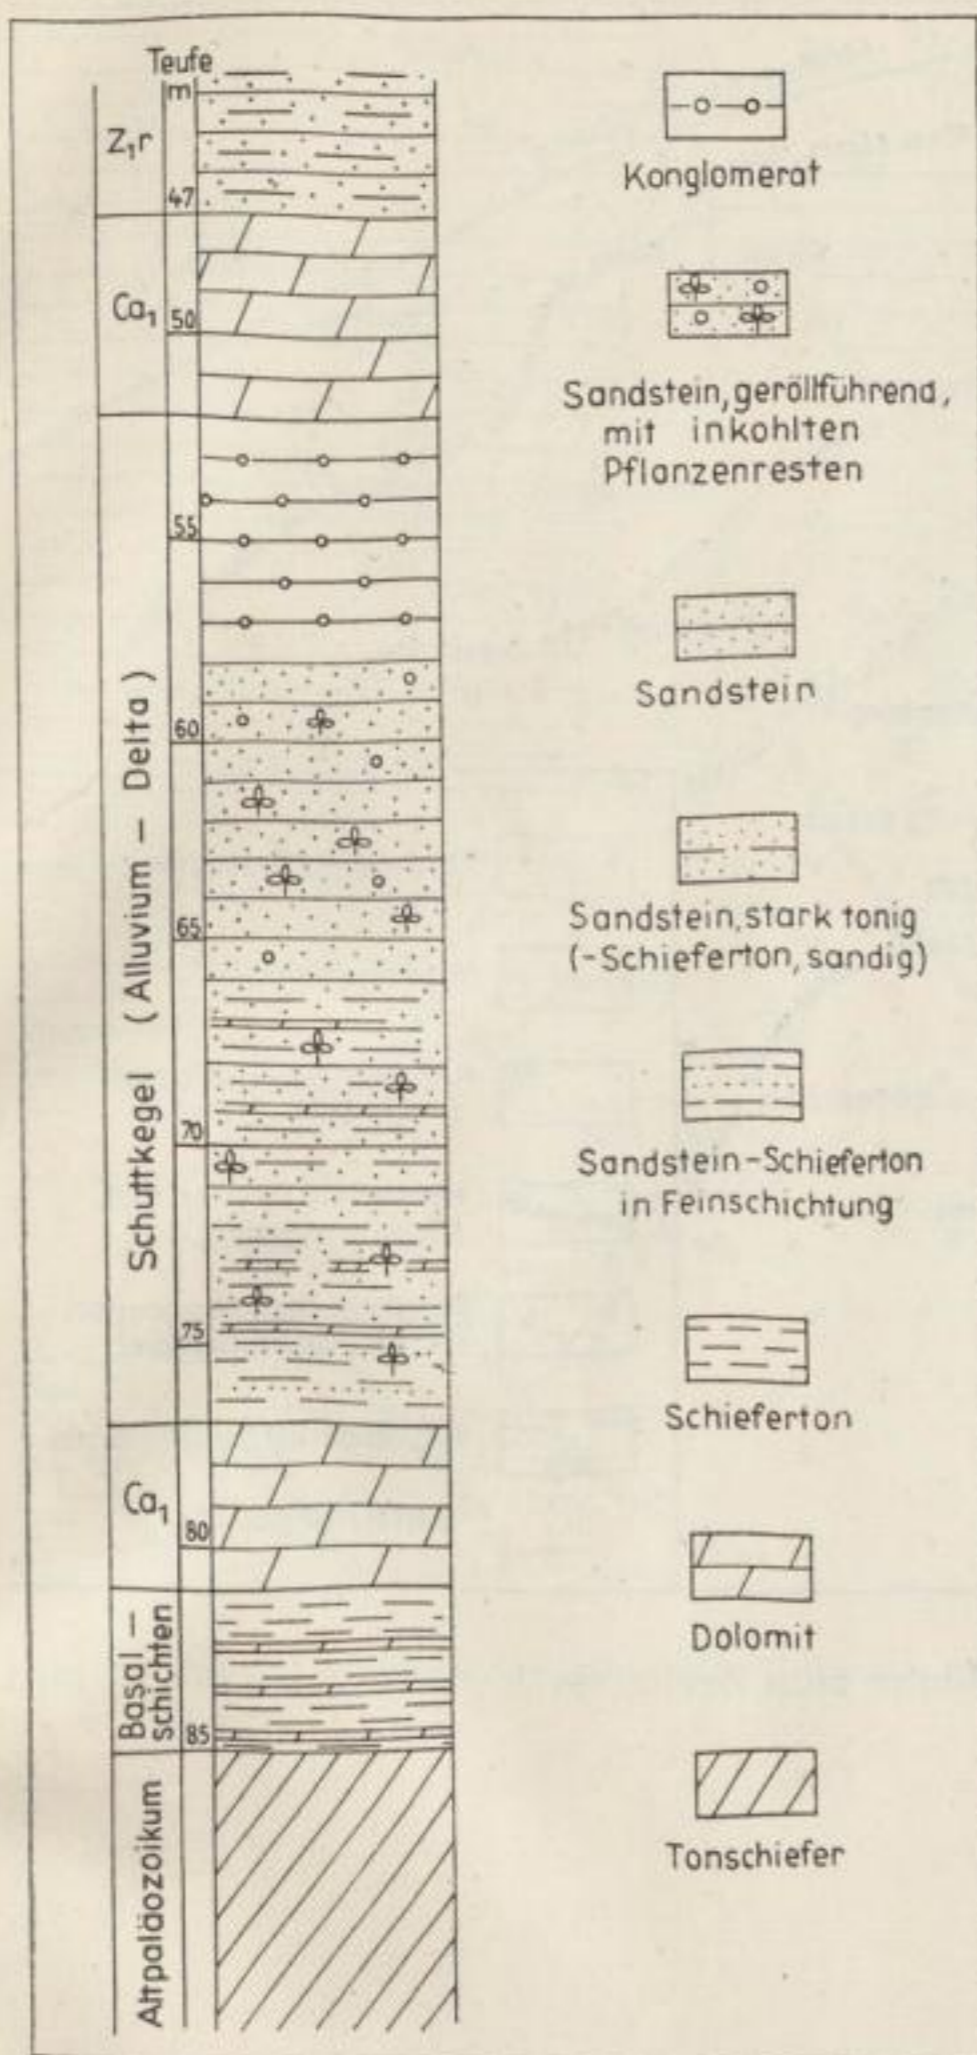 Teufe
m
Z₁r
47
Ca₁
50
55
Schuttkegel (Alluvium – Delta)
60
65
70
75
Ca₁
80
Basal –
schichten
85
Altpaläozoikum
Konglomerat
Sandstein, geröllführend,
mit inkohlten
Pflanzenresten
Sandstein
Sandstein, stark tonig
(-Schieferton, sandig)
Sandstein-Schieferton
in Feinschichtung
Schieferton
Dolomit
Tonschiefer